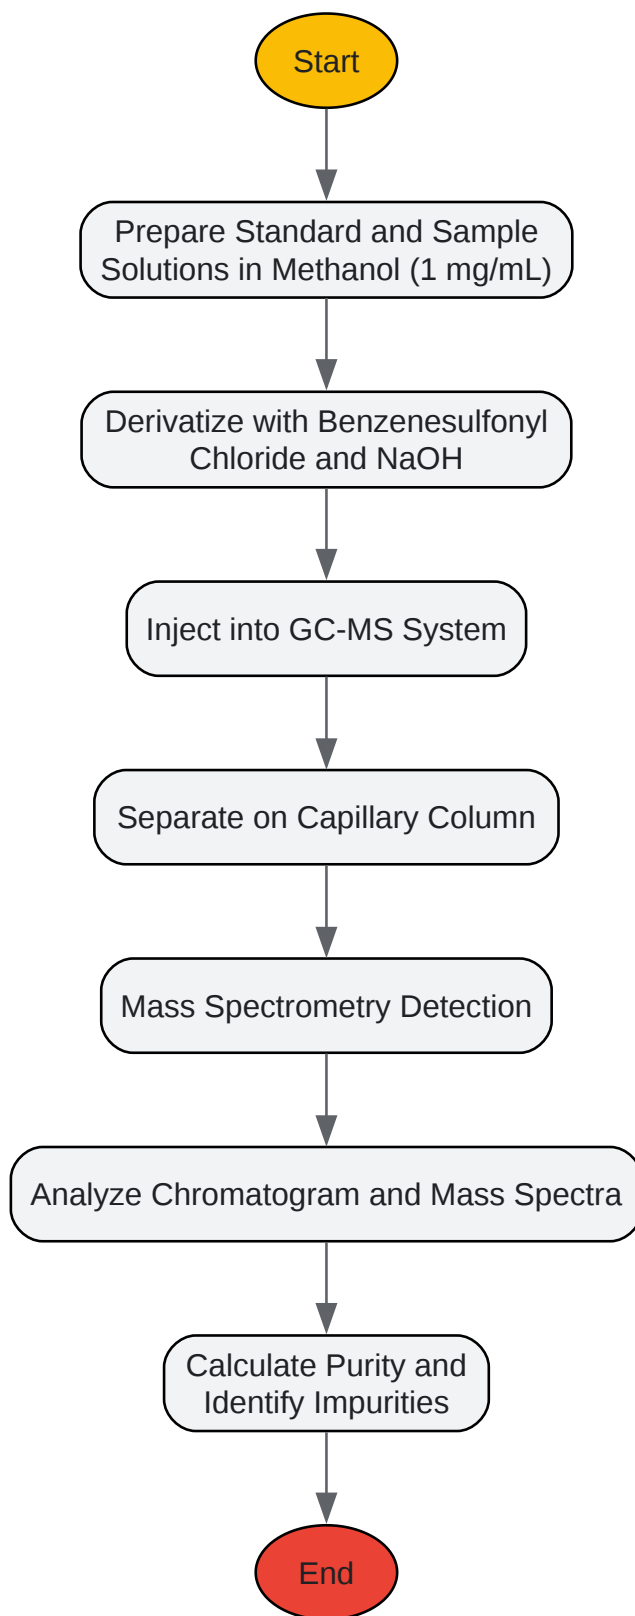 Start
Prepare Standard and Sample
Solutions in Methanol (1 mg/mL)
Derivatize with Benzenesulfonyl
Chloride and NaOH
Inject into GC-MS System
Separate on Capillary Column
Mass Spectrometry Detection
Analyze Chromatogram and Mass Spectra
Calculate Purity and
Identify Impurities
End